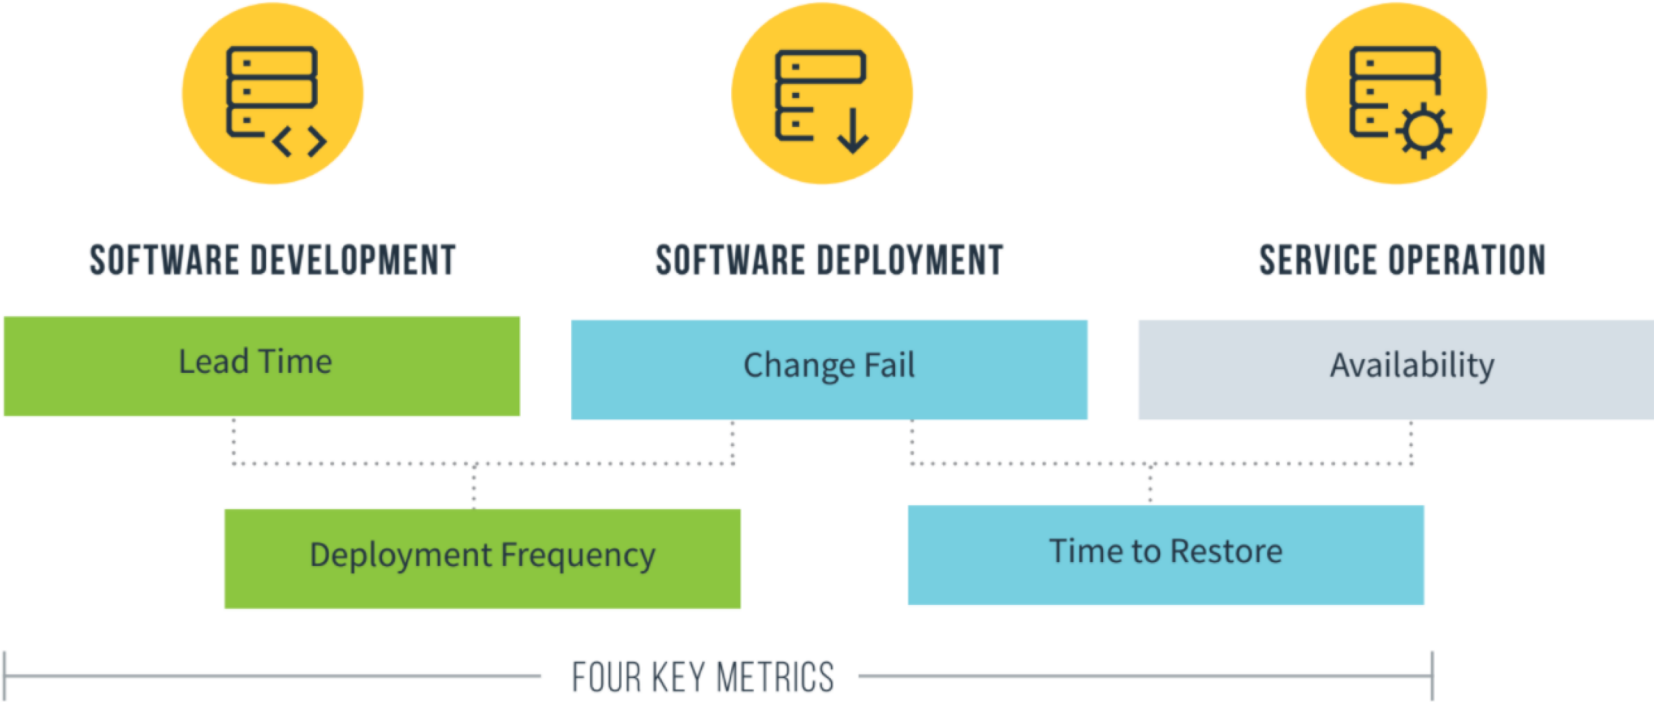 SOFTWARE DEVELOPMENT
SOFTWARE DEPLOYMENT
SERVICE OPERATION
Lead Time
Change Fail
Availability
Deployment Frequency
Time to Restore
FOUR KEY METRICS